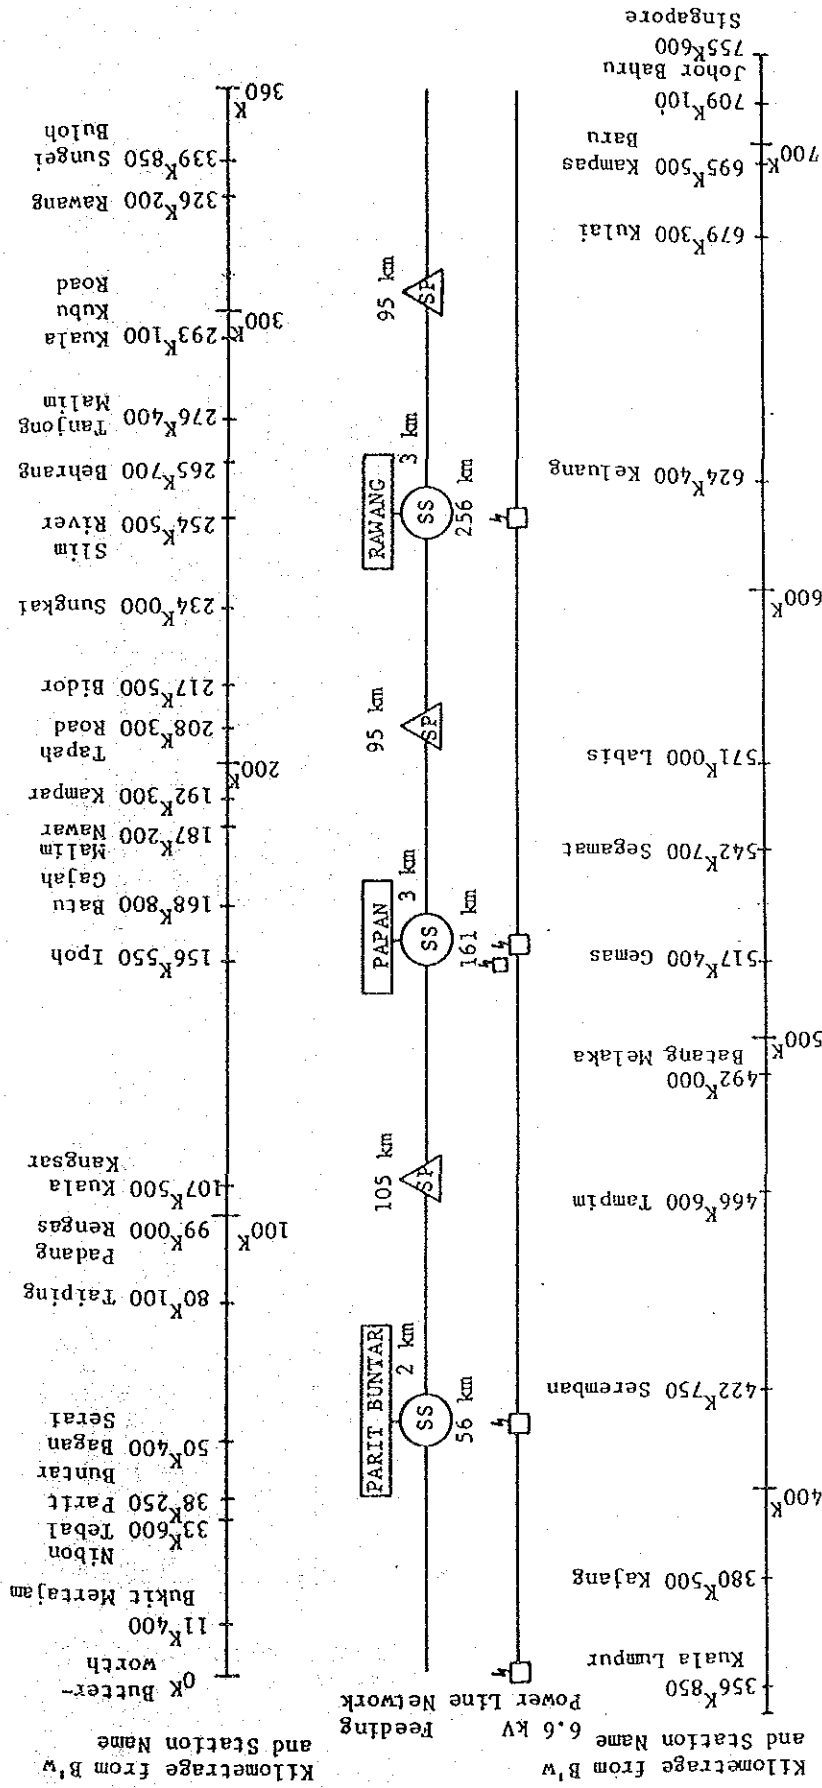 Kilometrage from B'w
and Station Name
0K Butter-
worth
11K400
Bukit Mertajam
33K600
Nibon
Tebal
38K250
Parit
Buntar
50K400
Bagan
Serai
80K100 Taiping
99K000
Padang
Rengas
100K
107K500
Kuala
Kangsar
156K550 Ipoh
168K800
Batu
Gajah
187K200
Malim
Nawar
192K300 Kampar
200K
208K300
Tapah
Road
217K500 Bidor
234K000 Sungkai
254K500
Slim
River
265K700 Behrang
276K400
Tanjong
Malim
293K100
Kuala
Kubu
Road
300K
326K200 Rawang
339K850
Sungei
Buloh
360K
Feeding
Network
PARIT BUNTAR
2 km
SS
56 km
105 km
SP
PAPAN
3 km
SS
161 km
95 km
SP
RAWANG
3 km
SS
256 km
95 km
SP
6.6 kV
Power Line
Kilometrage from B'w
and Station Name
356K850
Kuala Lumpur
380K500 Kajang
400K
422K750 Seremban
466K600 Tampim
492K000
Batang Melaka
500K
517K400 Gemas
542K700 Segamat
571K000 Labis
600K
624K400 Keluang
679K300 Kulai
695K500 Kampas
Baru
700K
709K100
Johor Bahru
755K600
Singapore